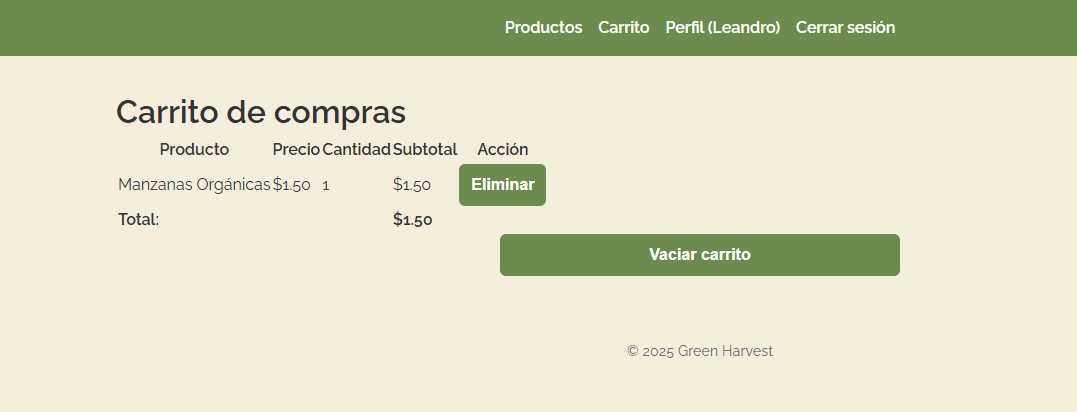 Productos Carrito Perfil (Leandro) Cerrar sesión
Carrito de compras
Producto Precio Cantidad Subtotal Acción
Manzanas Orgánicas $1.50 1 $1.50 Eliminar
Total: $1.50
Vaciar carrito
© 2025 Green Harvest